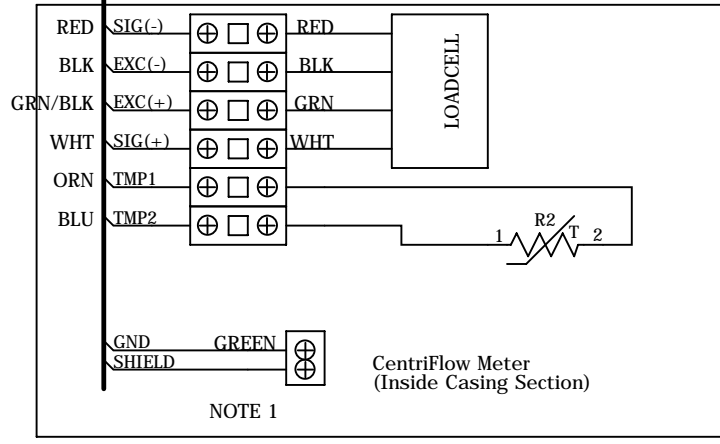 RED SIG(-) RED
BLK EXC(-) BLK
GRN/BLK EXC(+) GRN
WHT SIG(+) WHT
LOADCELL
ORN TMP1
BLU TMP2
R2
1 T 2
GND GREEN
SHIELD
CentriFlow Meter
(Inside Casing Section)
NOTE 1